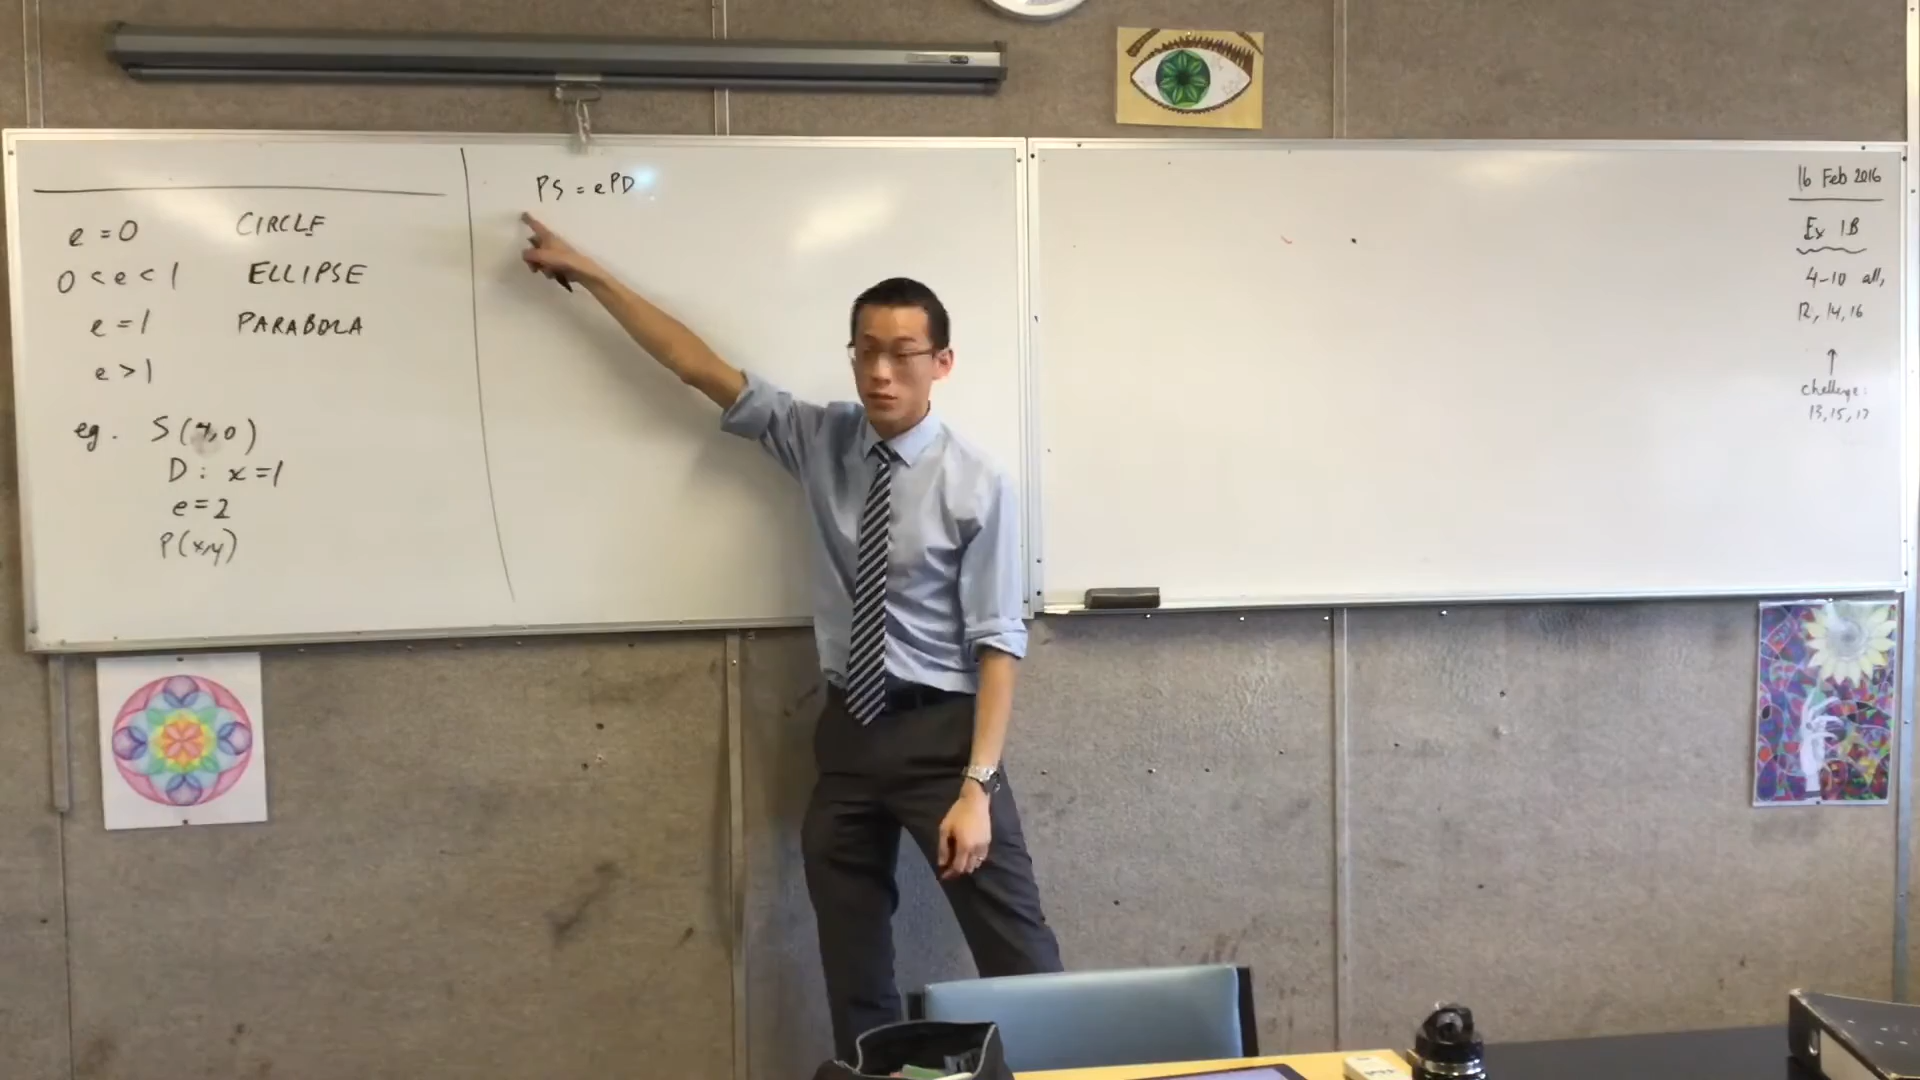 e = 0 CIRCLE
0 < e < 1 ELLIPSE
e = 1 PARABOLA
e > 1
eg. S(4,0)
D: x = 1
e = 2
P(x,y)
PS = ePD
16 Feb 2016
Ex 1B
4-10 all,
12, 14, 16
↑
challenge:
13, 15, 17